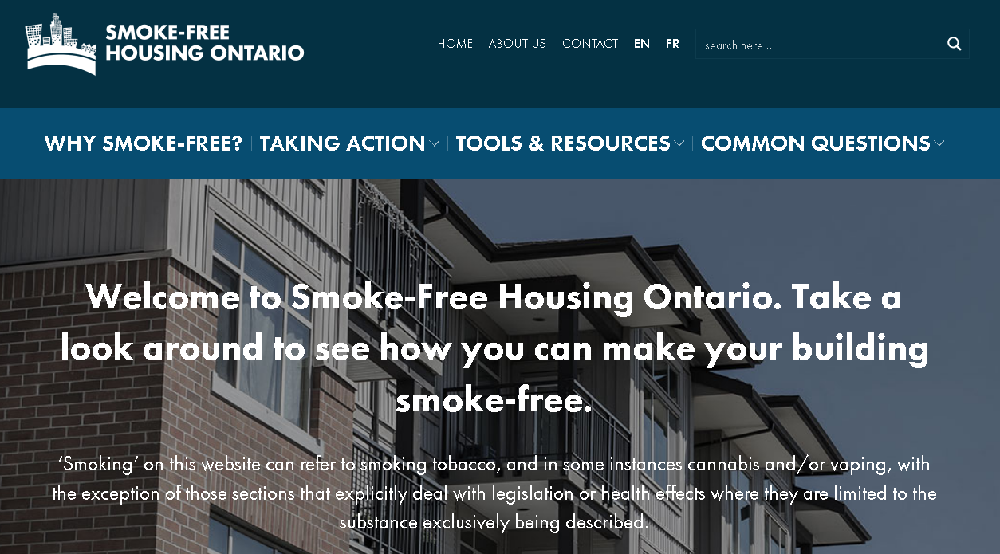 SMOKE-FREE
HOUSING ONTARIO
HOME ABOUT US CONTACT EN FR search here ...
WHY SMOKE-FREE? TAKING ACTION TOOLS & RESOURCES COMMON QUESTIONS
Welcome to Smoke-Free Housing Ontario. Take a
look around to see how you can make your building
smoke-free.
‘Smoking’ on this website can refer to smoking tobacco, and in some instances cannabis and/or vaping, with
the exception of those sections that explicitly deal with legislation or health effects where they are limited to the
substance exclusively being described.